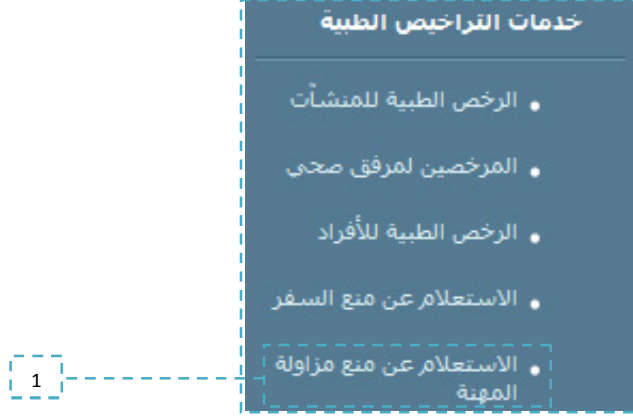 خدمات التراخيص الطبية
الرخص الطبية للمنشآت
المرخصين لمرفق صحي
الرخص الطبية للأفراد
الاستعلام عن منع السفر
الاستعلام عن منع مزاولة
المهنة
1